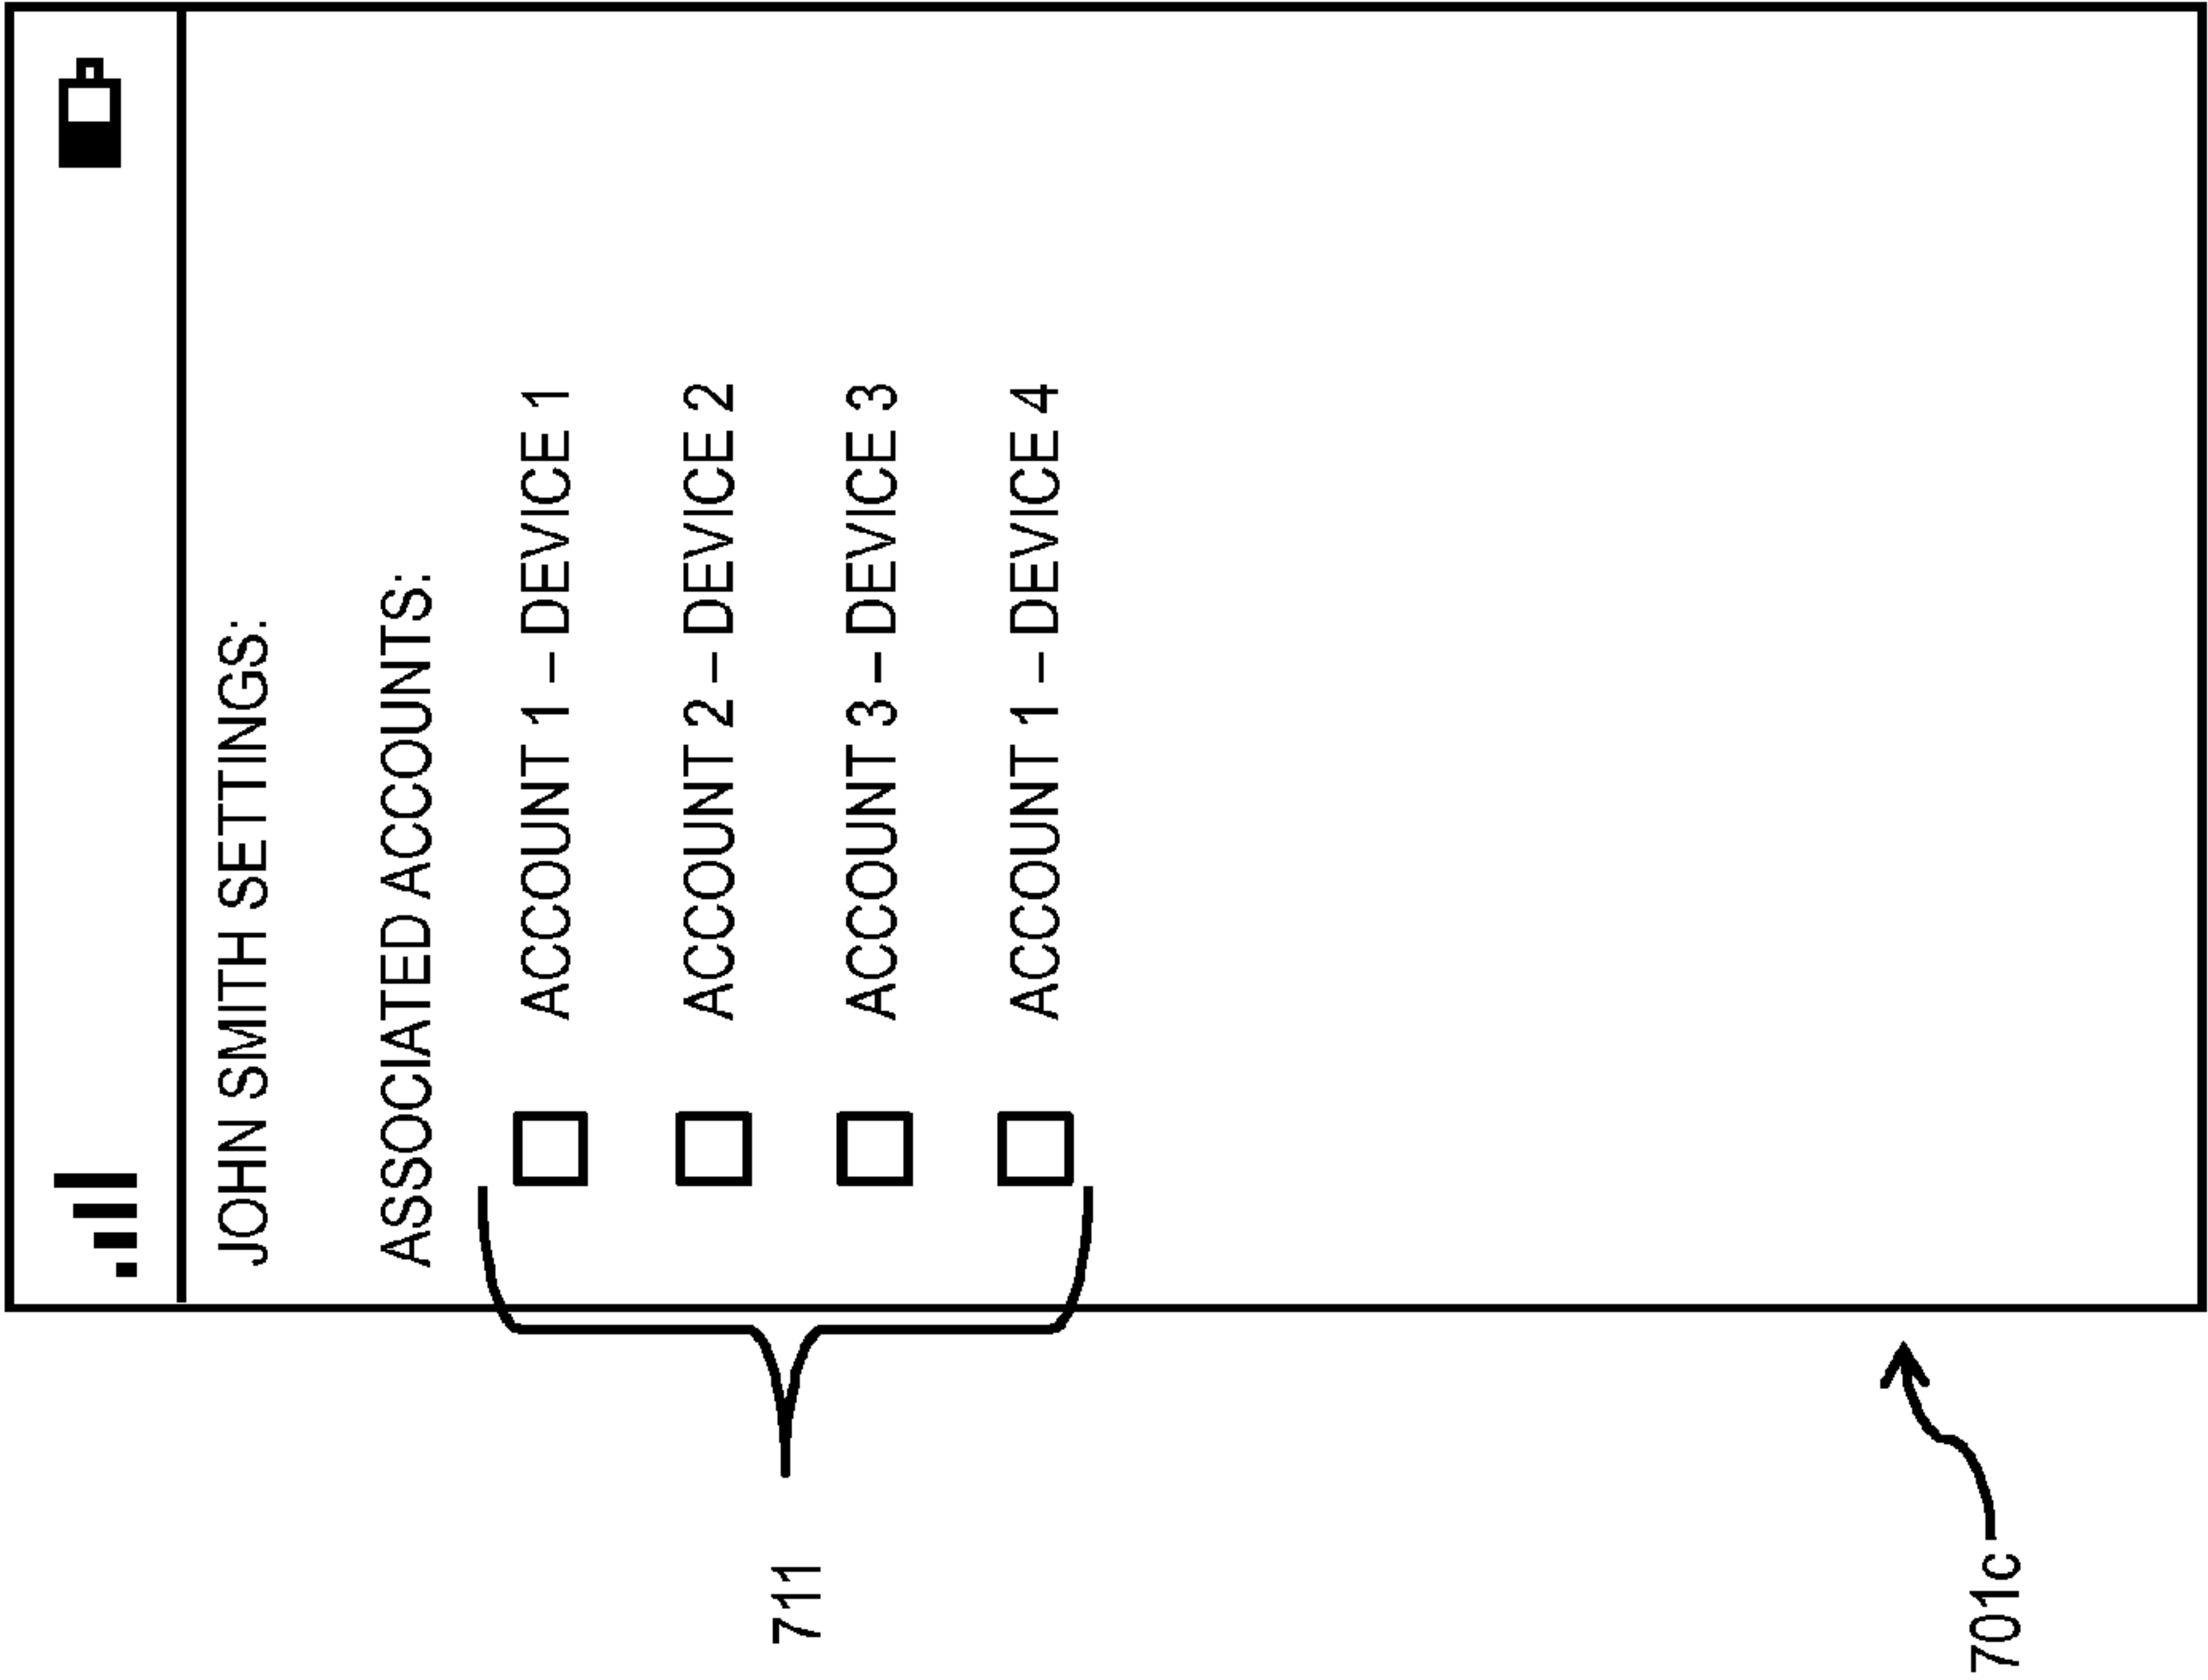 JOHN SMITH SETTINGS:
ASSOCIATED ACCOUNTS:
ACCOUNT 1 – DEVICE 1
ACCOUNT 2 – DEVICE 2
ACCOUNT 3 – DEVICE 3
ACCOUNT 1 – DEVICE 4
711
701c